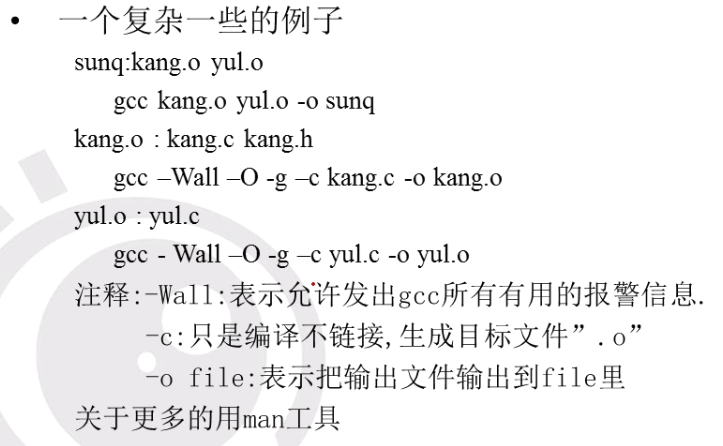 • 一个复杂一些的例子
sunq:kang.o yul.o
gcc kang.o yul.o -o sunq
kang.o : kang.c kang.h
gcc –Wall –O -g –c kang.c -o kang.o
yul.o : yul.c
gcc - Wall –O -g –c yul.c -o yul.o
注释:-Wall:表示允许发出gcc所有有用的报警信息.
-c:只是编译不链接,生成目标文件”.o”
-o file:表示把输出文件输出到file里
关于更多的用man工具